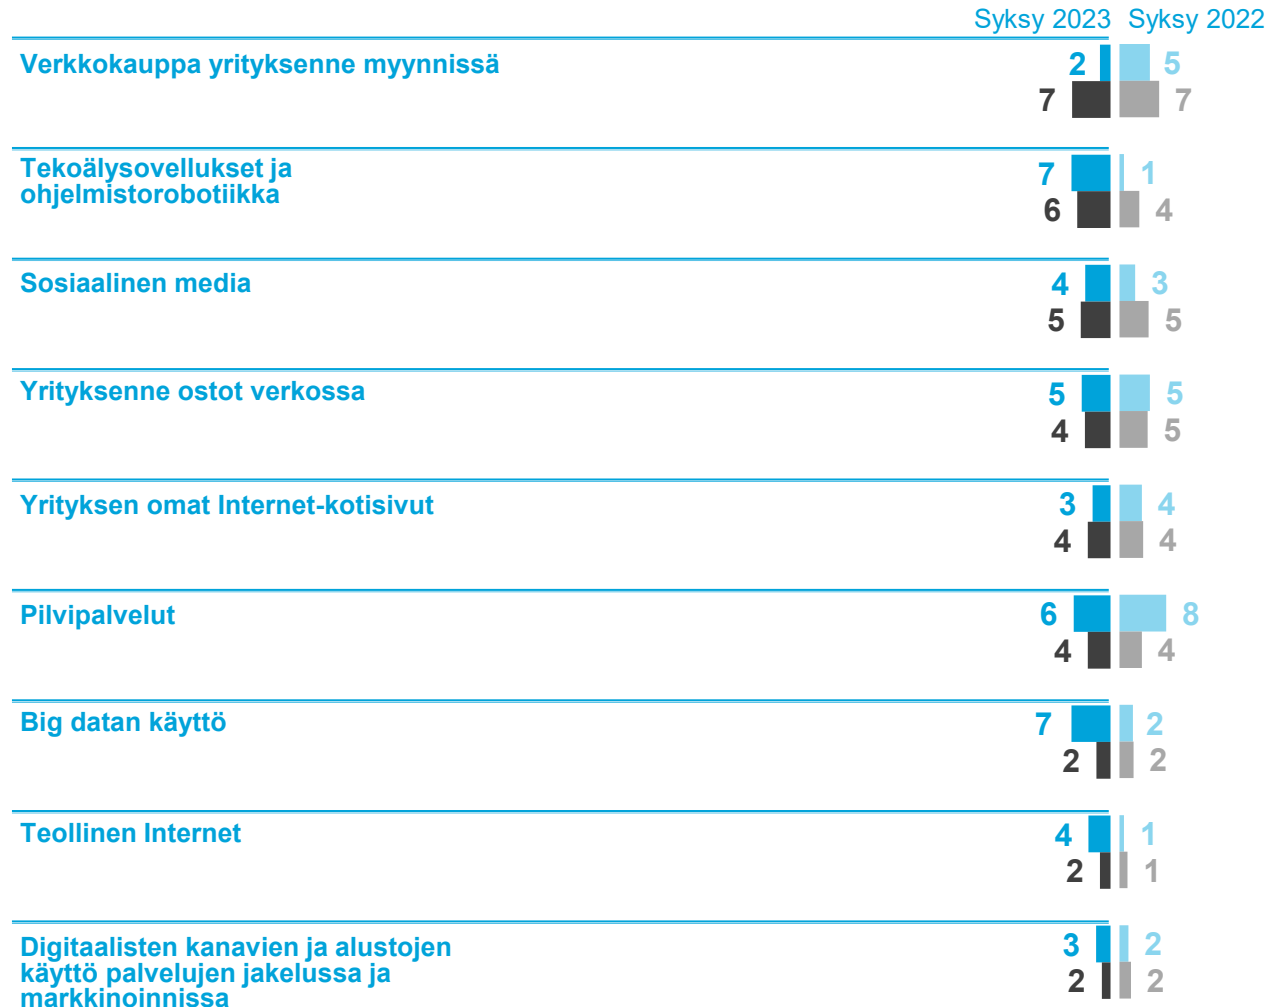 Syksy 2023 Syksy 2022
Verkkokauppa yrityksenne myynnissä
2 5
7 7
Tekoälysovellukset ja
ohjelmistorobotiikka
7 1
6 4
Sosiaalinen media
4 3
5 5
Yrityksenne ostot verkossa
5 5
4 5
Yrityksen omat Internet-kotisivut
3 4
4 4
Pilvipalvelut
6 8
4 4
Big datan käyttö
7 2
2 2
Teollinen Internet
4 1
2 1
Digitaalisten kanavien ja alustojen
käyttö palvelujen jakelussa ja
markkinoinnissa
3 2
2 2